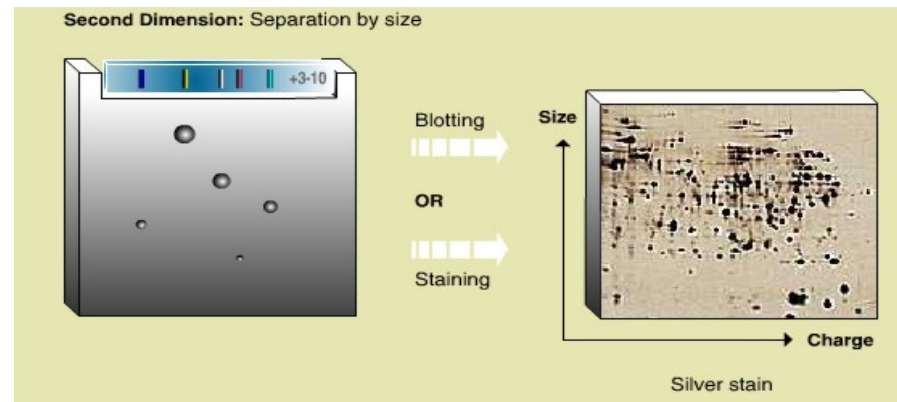 Second Dimension: Separation by size
+3-10
Blotting
OR
Staining
Size
Charge
Silver stain